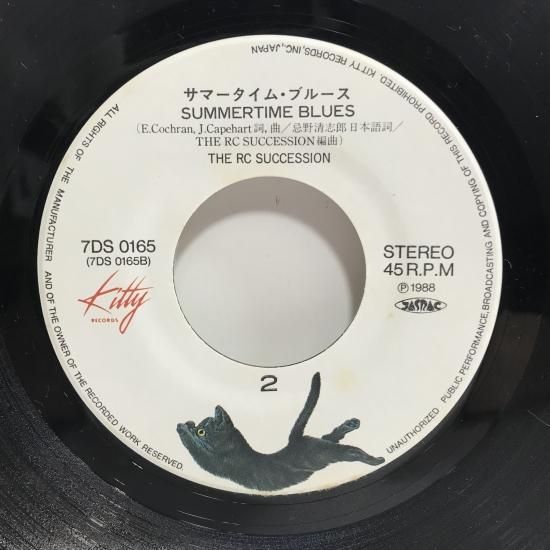 サマータイム・ブルース
SUMMERTIME BLUES
(E.Cochran, J.Capehart詞, 曲/忌野清志郎 日本語詞/
THE RC SUCCESSION編曲)
THE RC SUCCESSION
7DS 0165
(7DS 0165B)
Kitty
RECORDS
STEREO
45 R.P.M
Ⓟ1988
JASRAC
2
ALL RIGHTS OF THE MANUFACTURER AND OF THE OWNER OF THE RECORDED WORK RESERVED.
UNAUTHORIZED PUBLIC PERFORMANCE, BROADCASTING AND COPYING OF THIS RECORD PROHIBITED, KITTY RECORDS, INC, JAPAN